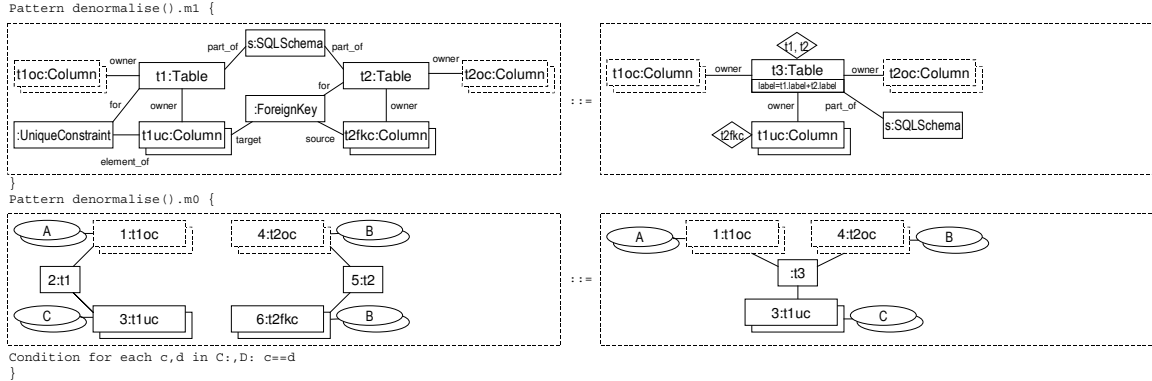 Pattern denormalise().m1 {
s:SQLSchema
part_of
part_of
t1oc:Column
owner
t1:Table
t2:Table
owner
t2oc:Column
for
for
owner
:ForeignKey
owner
:UniqueConstraint
t1uc:Column
target
source
t2fkc:Column
element_of
::=
t1, t2
t1oc:Column
owner
t3:Table
label=t1.label+t2.label
owner
t2oc:Column
owner
part_of
t2fkc
t1uc:Column
s:SQLSchema
}
Pattern denormalise().m0 {
A
1:t1oc
4:t2oc
B
2:t1
5:t2
C
3:t1uc
6:t2fkc
B
::=
A
1:t1oc
4:t2oc
B
:t3
3:t1uc
C
Condition for each c,d in C:,D: c==d
}